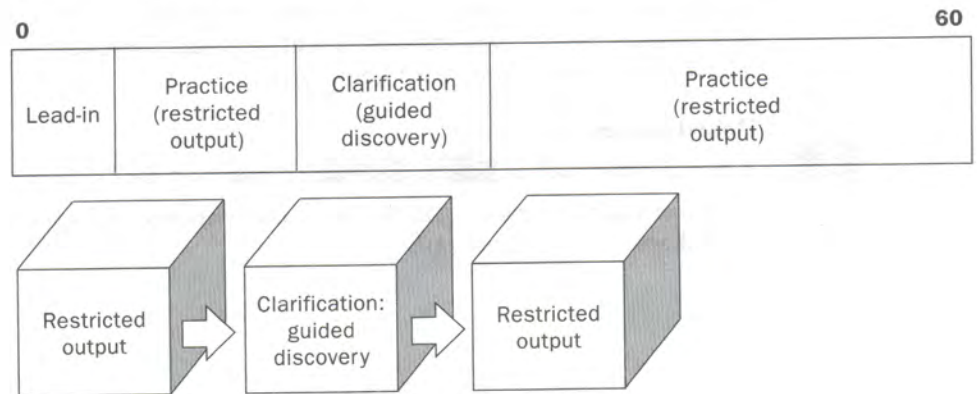 0 60
Lead-in
Practice
(restricted
output)
Clarification
(guided
discovery)
Practice
(restricted
output)
Restricted
output
Clarification:
guided
discovery
Restricted
output